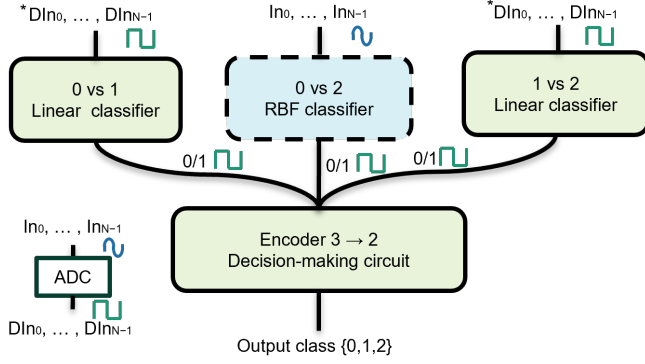 *DIn₀, … , DInN₋₁
In₀, … , InN₋₁
*DIn₀, … , DInN₋₁
0 vs 1
Linear classifier
0 vs 2
RBF classifier
1 vs 2
Linear classifier
0/1
0/1
0/1
Encoder 3 → 2
Decision-making circuit
In₀, … , InN₋₁
ADC
DIn₀, … , DInN₋₁
Output class {0,1,2}